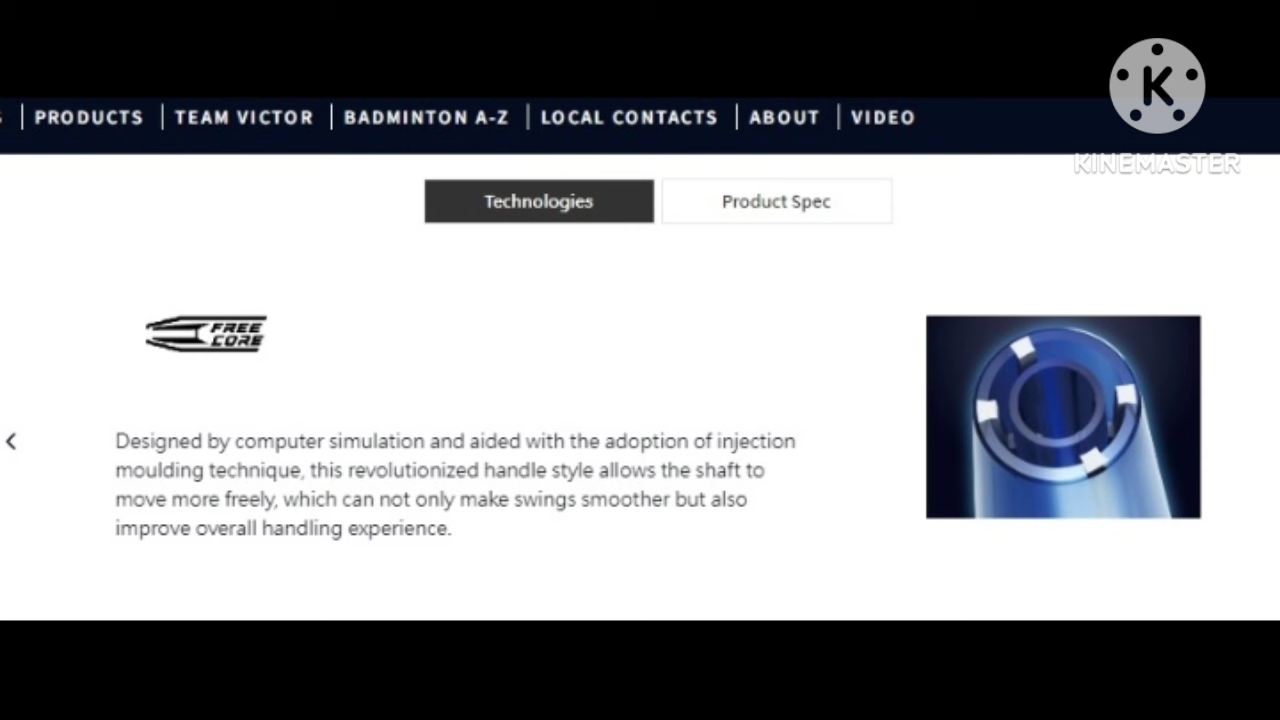 PRODUCTS
TEAM VICTOR
BADMINTON A-Z
LOCAL CONTACTS
ABOUT
VIDEO
K
KINEMASTER
Technologies
Product Spec
FREE
CORE
Designed by computer simulation and aided with the adoption of injection
moulding technique, this revolutionized handle style allows the shaft to
move more freely, which can not only make swings smoother but also
improve overall handling experience.